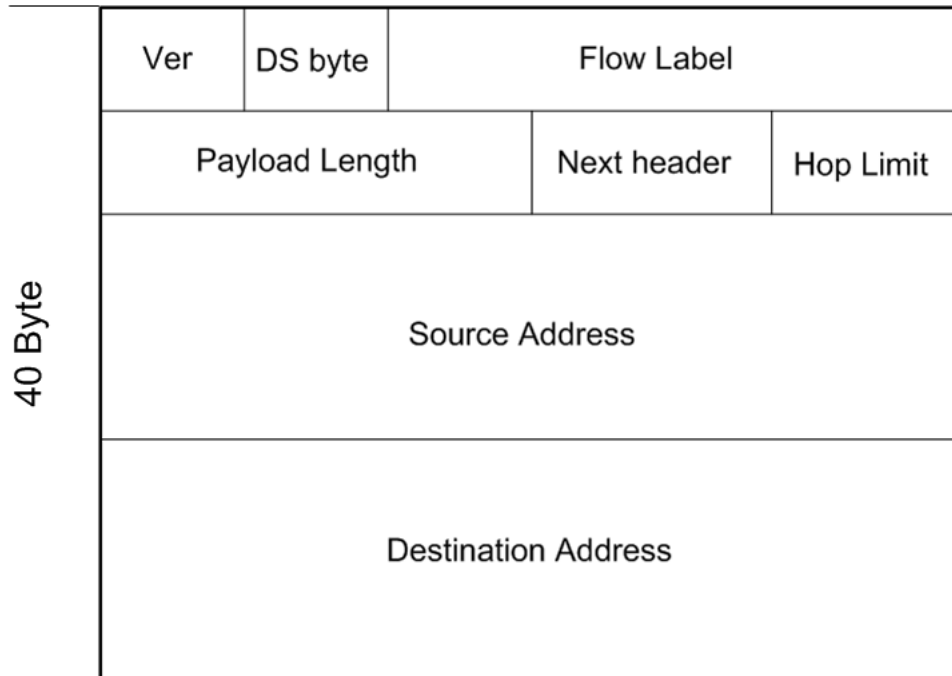 Ver
DS byte
Flow Label
Payload Length
Next header
Hop Limit
40 Byte
Source Address
Destination Address